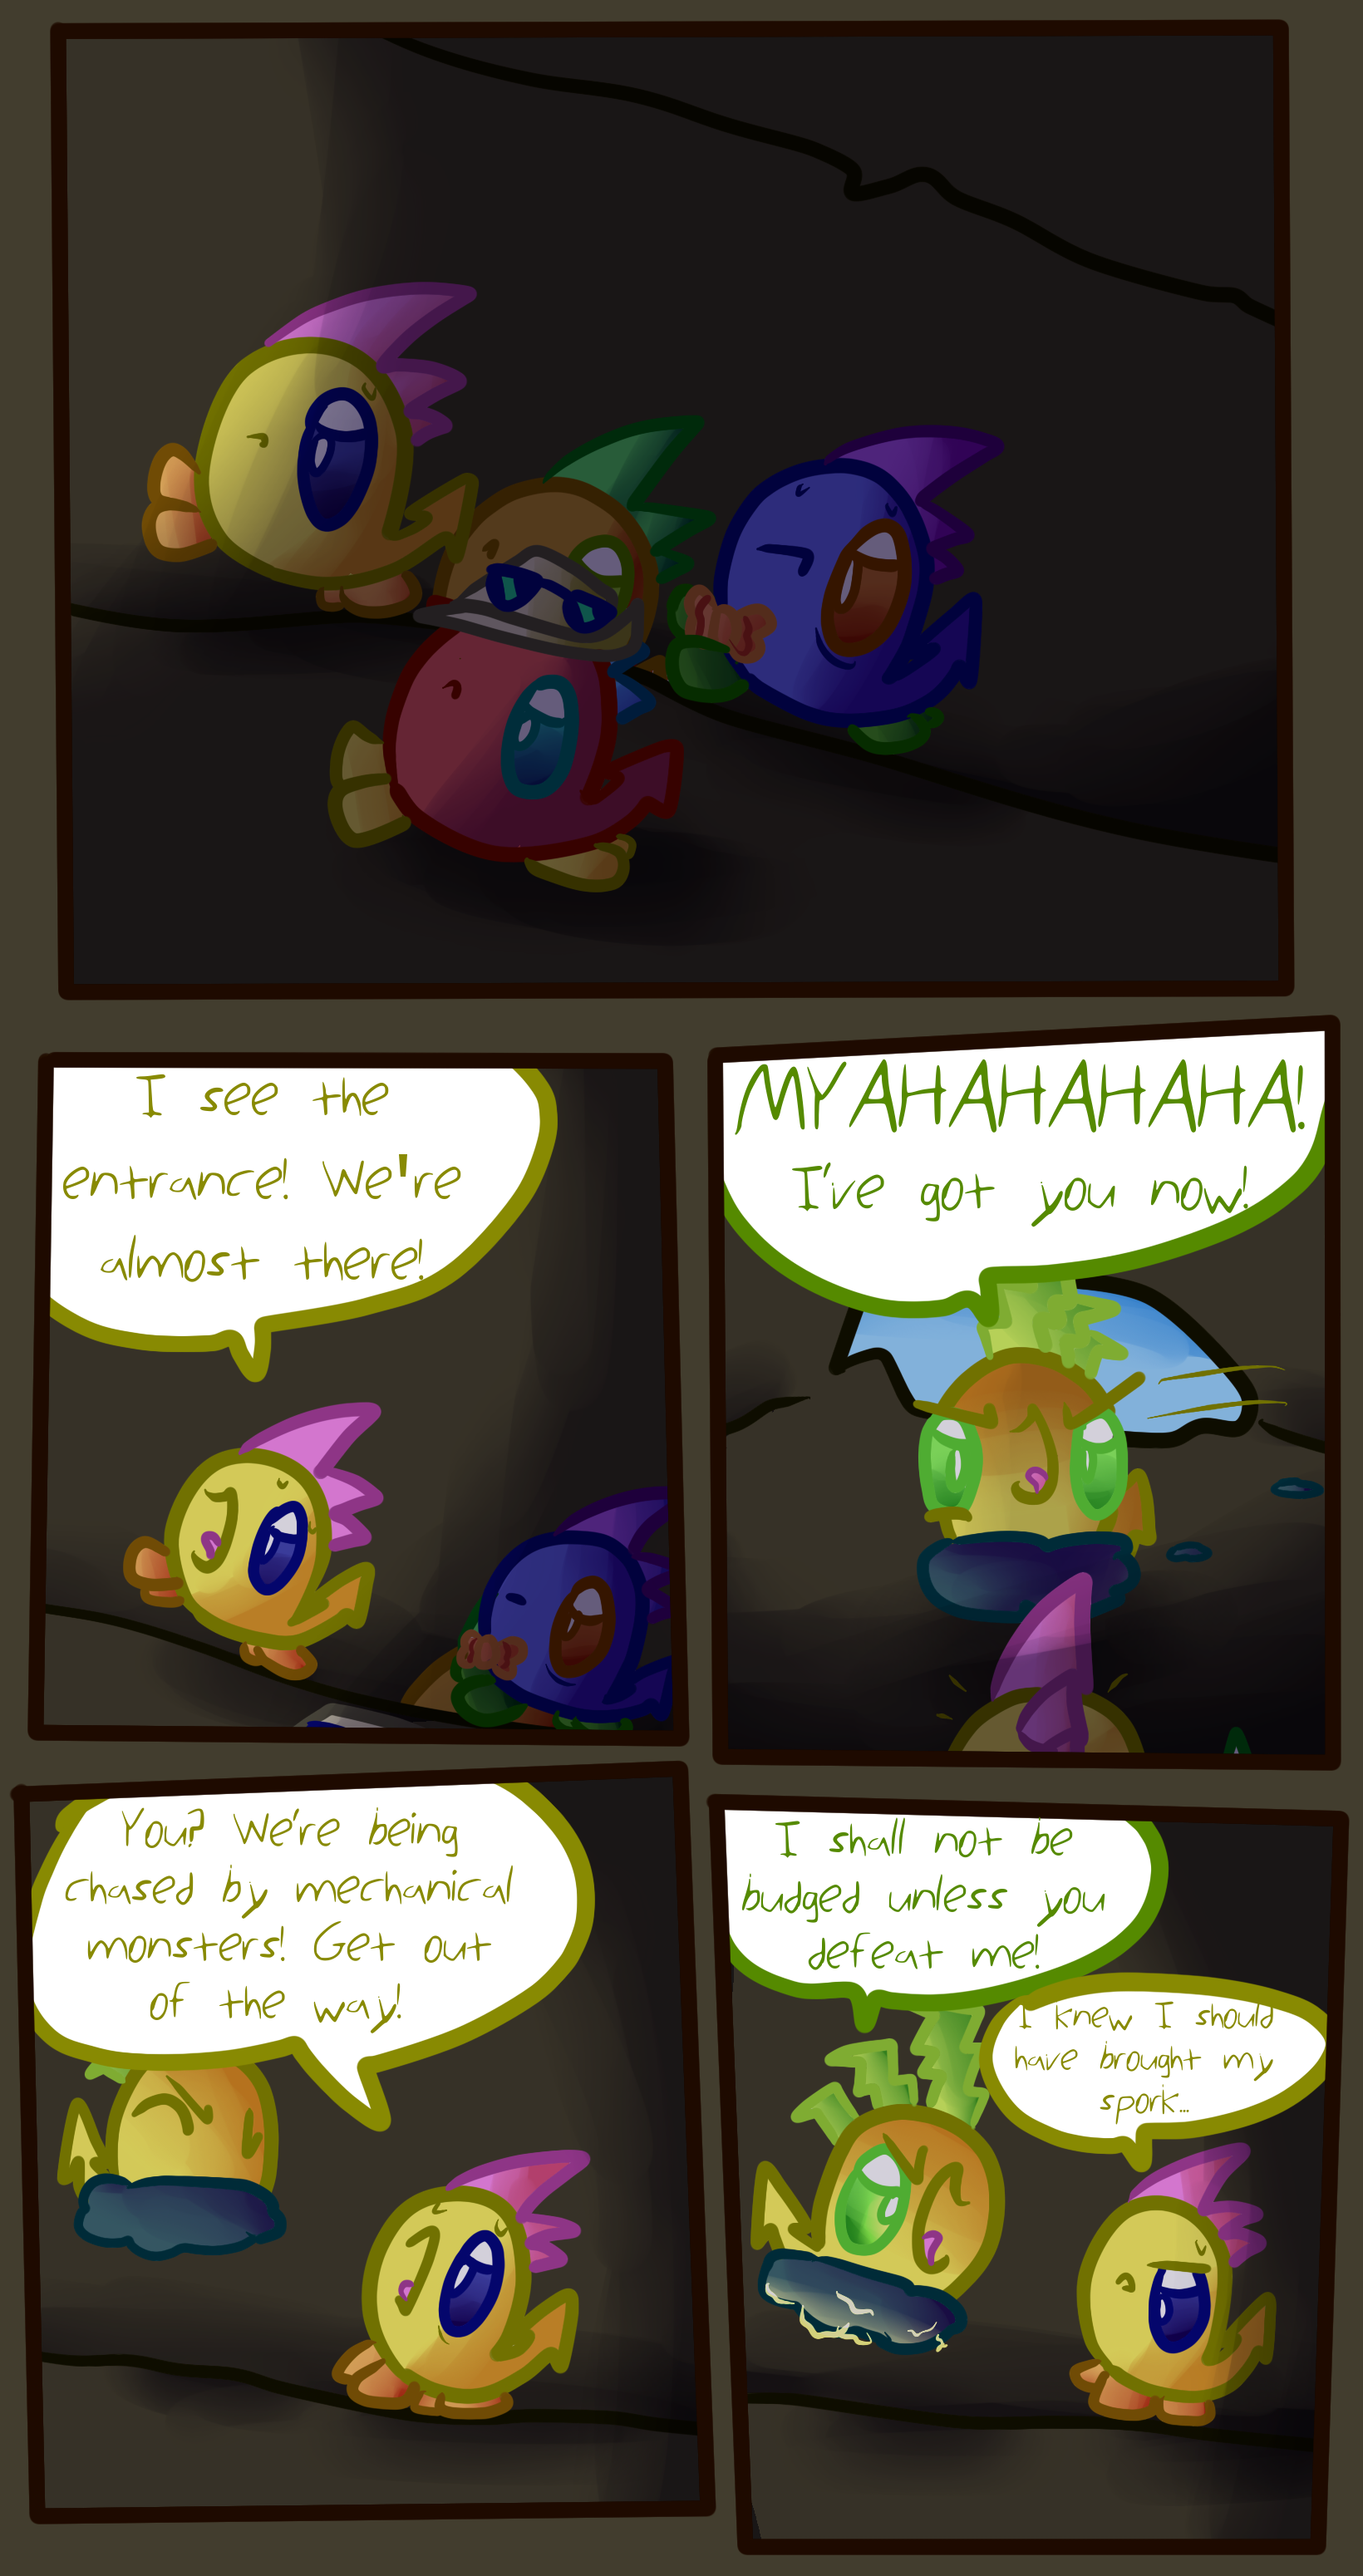 I see the
entrance! We're
almost there!
MYAHAHAHAHA!
I've got you now!
You? We're being
chased by mechanical
monsters! Get out
of the way!
I shall not be
budged unless you
defeat me!
I knew I should
have brought my
spork...